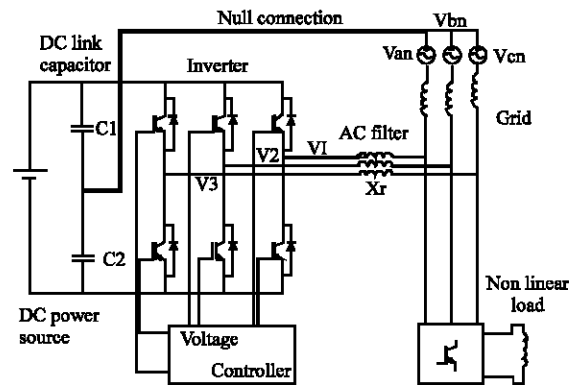 Null connection
Vbn
DC link
capacitor
Inverter
Van
Vcn
Grid
C1
AC filter
V2
VI
V3
Xr
C2
Non linear
load
DC power
source
Voltage
Controller